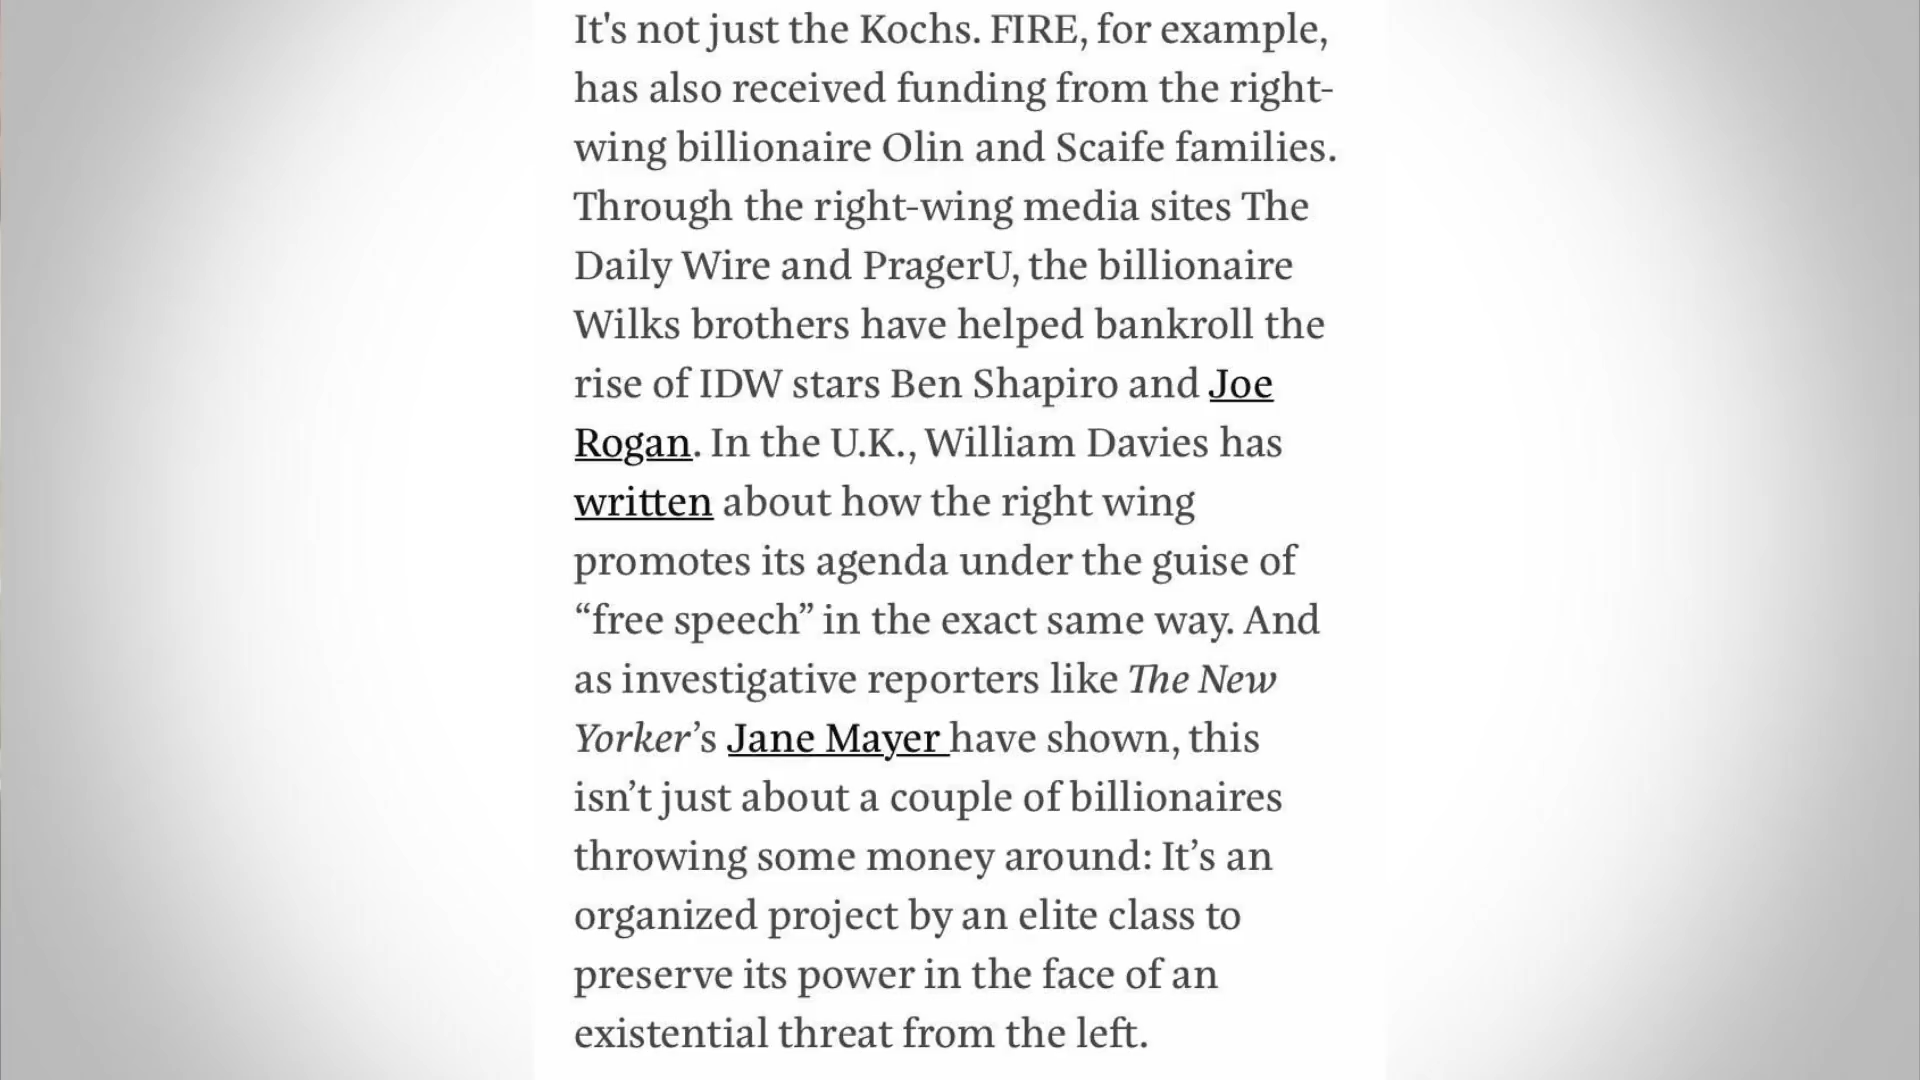 It's not just the Kochs. FIRE, for example,
has also received funding from the right-
wing billionaire Olin and Scaife families.
Through the right-wing media sites The
Daily Wire and PragerU, the billionaire
Wilks brothers have helped bankroll the
rise of IDW stars Ben Shapiro and Joe
Rogan. In the U.K., William Davies has
written about how the right wing
promotes its agenda under the guise of
“free speech” in the exact same way. And
as investigative reporters like The New
Yorker’s Jane Mayer have shown, this
isn’t just about a couple of billionaires
throwing some money around: It’s an
organized project by an elite class to
preserve its power in the face of an
existential threat from the left.